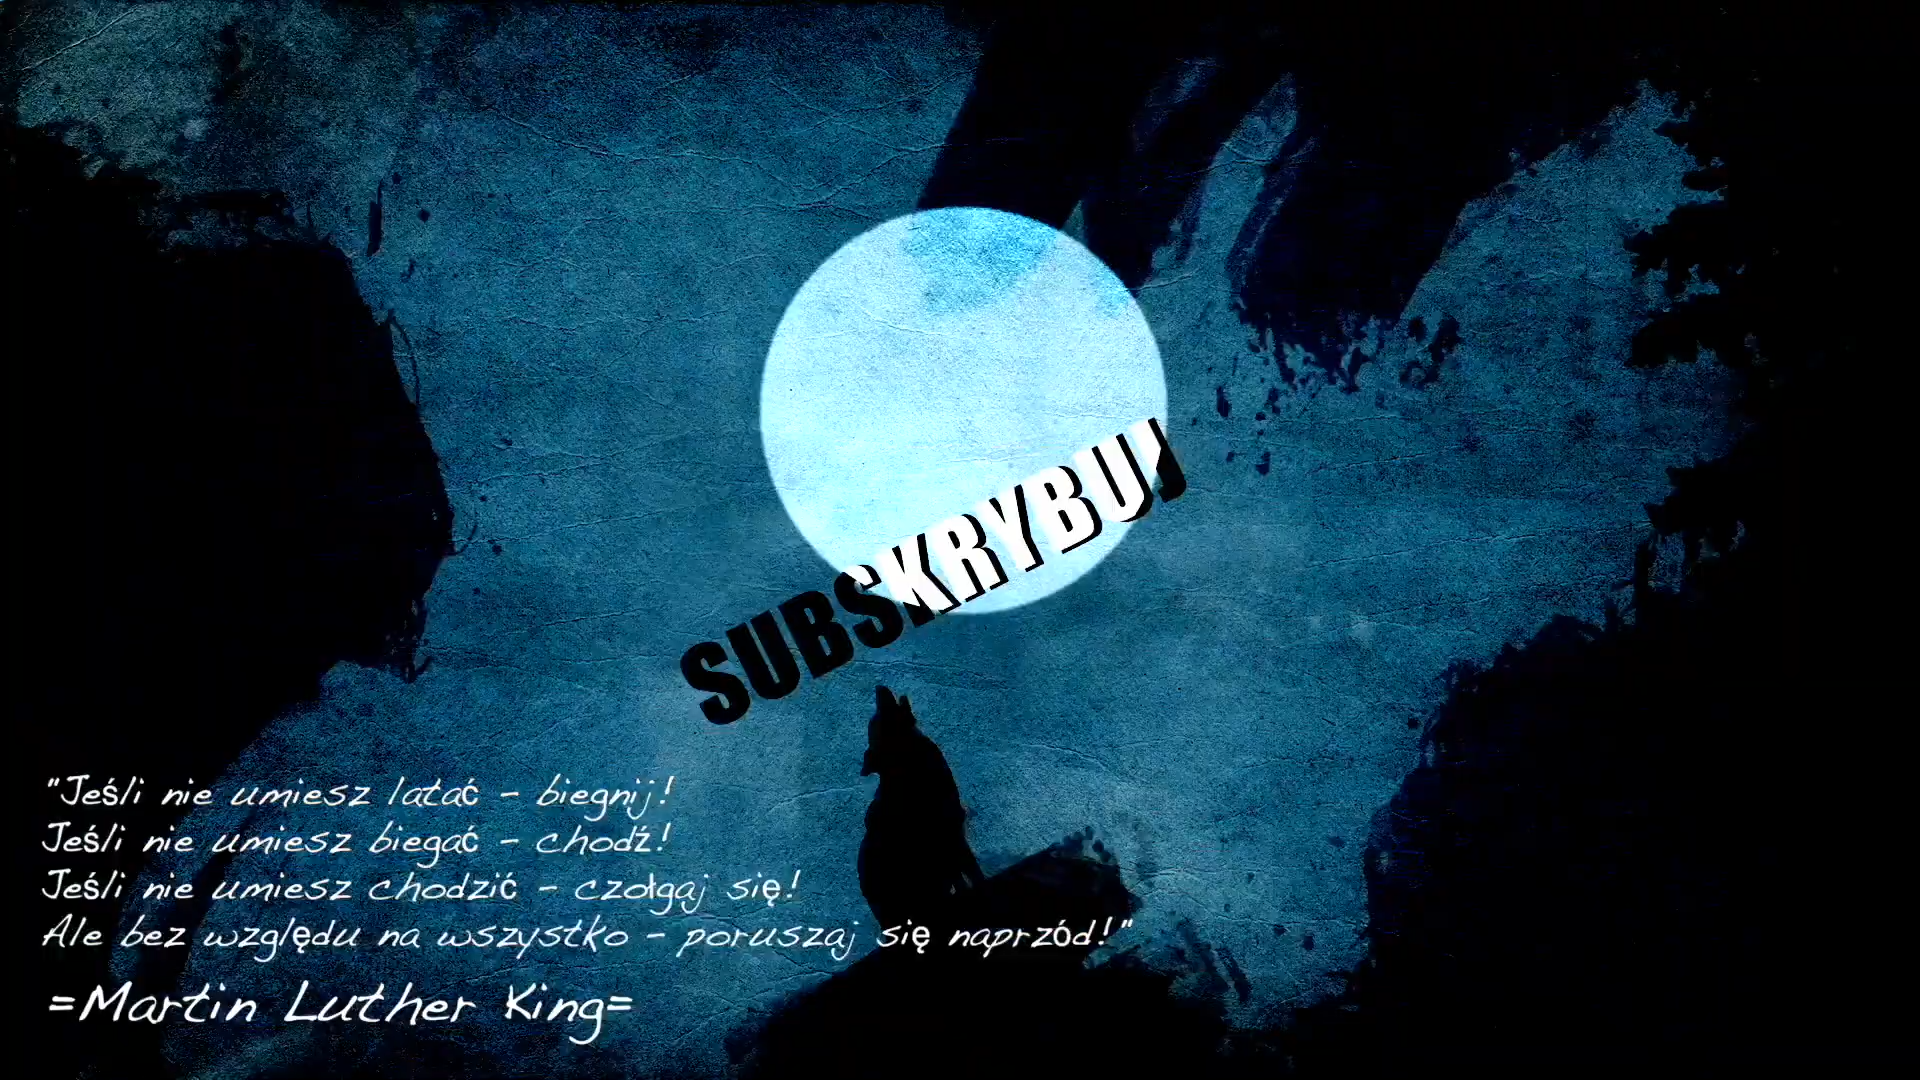 SUBSKRYBUJ
"Jeśli nie umiesz latać - biegnij!
Jeśli nie umiesz biegać - chodź!
Jeśli nie umiesz chodzić - czołgaj się!
Ale bez względu na wszystko - poruszaj się naprzód!"
=Martin Luther King=